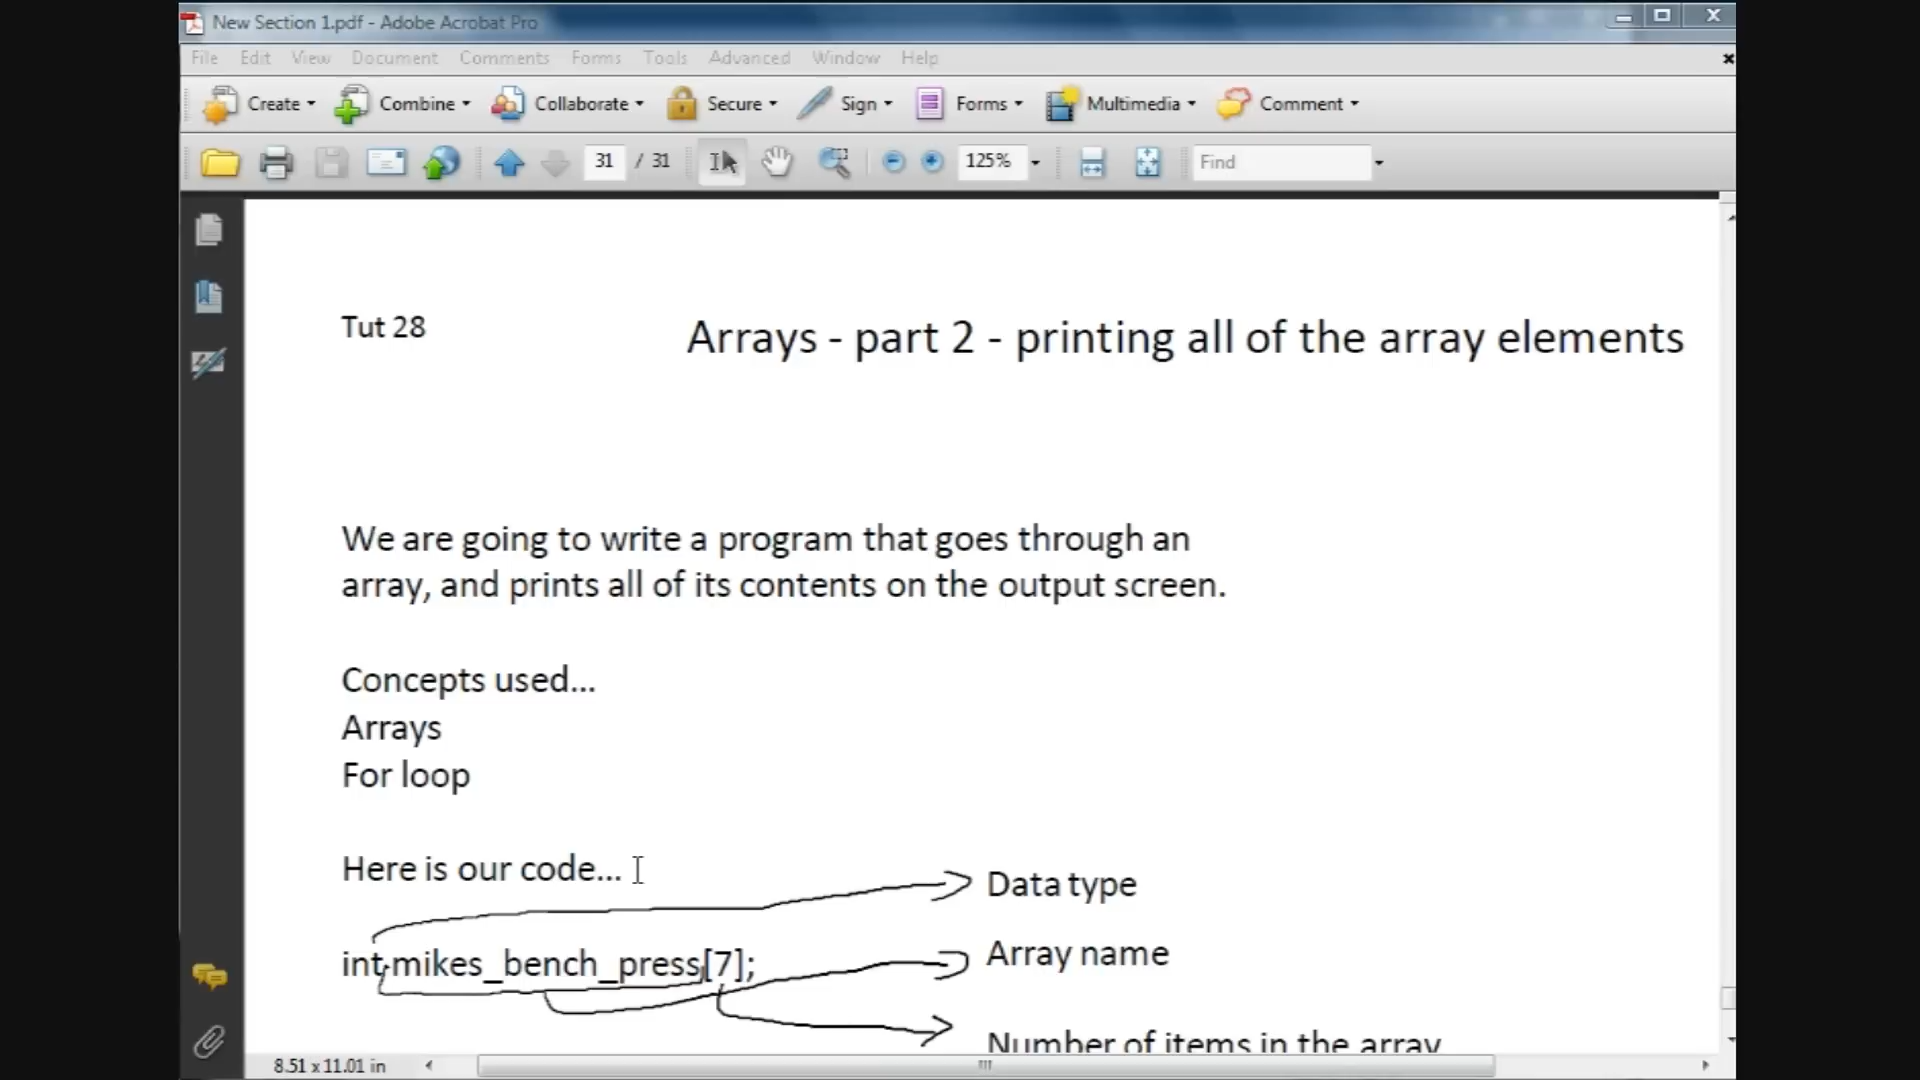 New Section 1.pdf - Adobe Acrobat Pro
File Edit View Document Comments Forms Tools Advanced Window Help
Create Combine Collaborate Secure Sign Forms Multimedia Comment
31 / 31 125% Find
Tut 28
Arrays - part 2 - printing all of the array elements
We are going to write a program that goes through an
array, and prints all of its contents on the output screen.
Concepts used...
Arrays
For loop
Here is our code...
Data type
int mikes_bench_press[7];
Array name
Number of items in the array
8.51 x 11.01 in